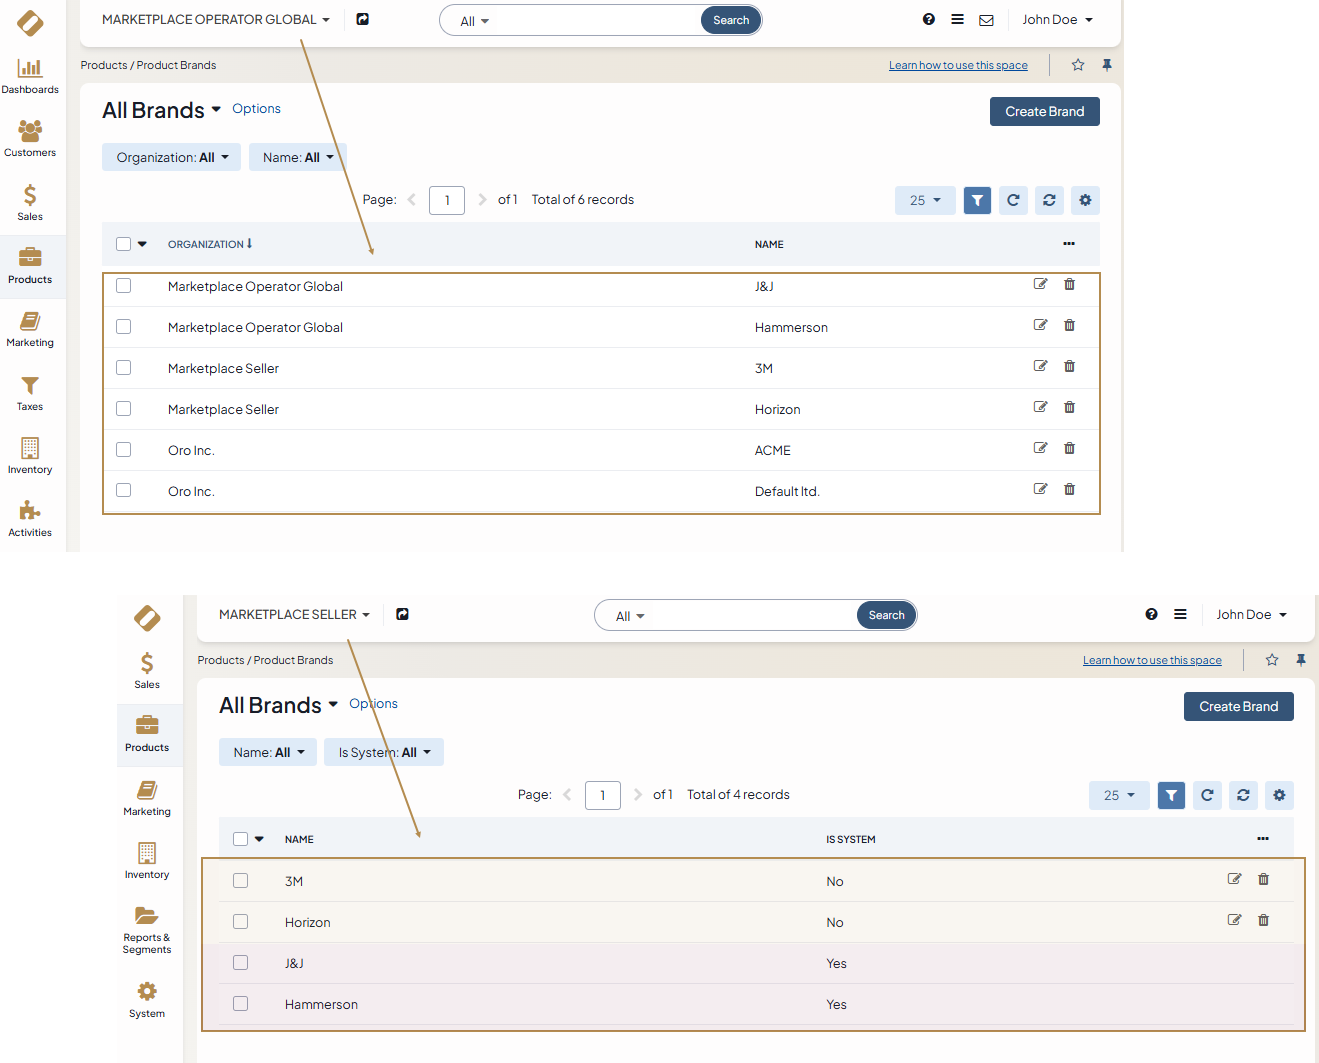 MARKETPLACE OPERATOR GLOBAL
All
Search
John Doe
Dashboards
Customers
Sales
Products
Marketing
Taxes
Inventory
Activities
Products / Product Brands
Learn how to use this space
All Brands
Options
Create Brand
Organization: All
Name: All
Page: 1 of 1 Total of 6 records
25
ORGANIZATION NAME
Marketplace Operator Global J&J
Marketplace Operator Global Hammerson
Marketplace Seller 3M
Marketplace Seller Horizon
Oro Inc. ACME
Oro Inc. Default ltd.
MARKETPLACE SELLER
All
Search
John Doe
Sales
Products
Marketing
Inventory
Reports &
Segments
System
Products / Product Brands
Learn how to use this space
All Brands
Options
Create Brand
Name: All
Is System: All
Page: 1 of 1 Total of 4 records
25
NAME IS SYSTEM
3M No
Horizon No
J&J Yes
Hammerson Yes